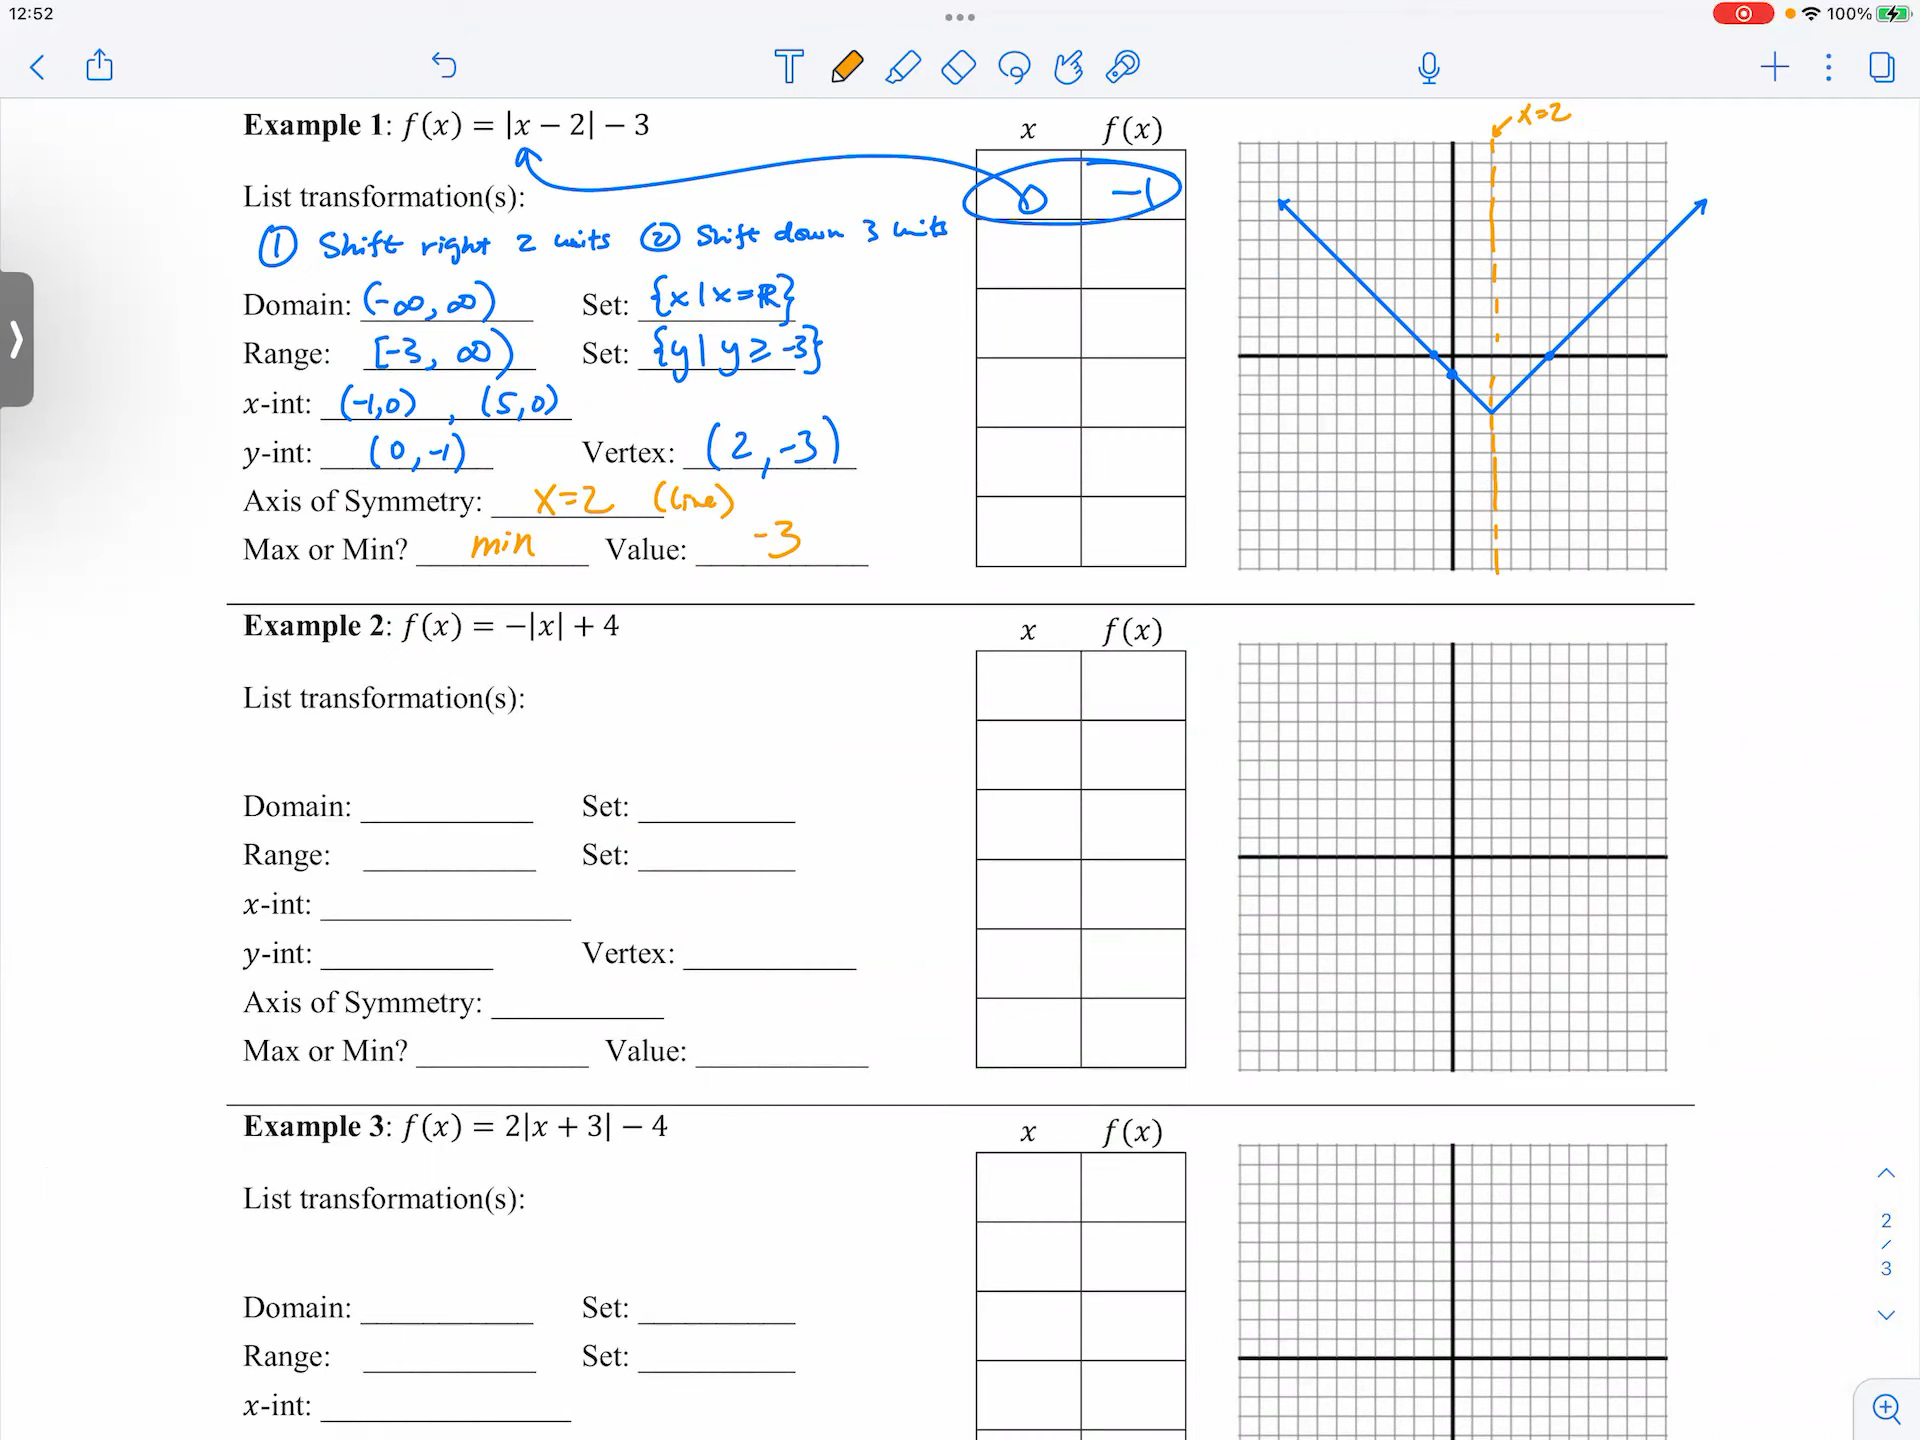 12:52
100%
Example 1: f(x) = |x − 2| − 3
x f(x)
x=2
0 −1
List transformation(s):
① Shift right 2 units ② Shift down 3 units
Domain: (-∞, ∞) Set: {x | x = ℝ}
Range: [-3, ∞) Set: {y | y ≥ -3}
x-int: (-1,0) , (5,0)
y-int: (0,-1) Vertex: (2,-3)
Axis of Symmetry: x=2 (line)
Max or Min? min Value: -3
Example 2: f(x) = −|x| + 4
x f(x)
List transformation(s):
Domain: Set:
Range: Set:
x-int:
y-int: Vertex:
Axis of Symmetry:
Max or Min? Value:
Example 3: f(x) = 2|x + 3| − 4
x f(x)
List transformation(s):
Domain: Set:
Range: Set:
x-int:
2
/
3